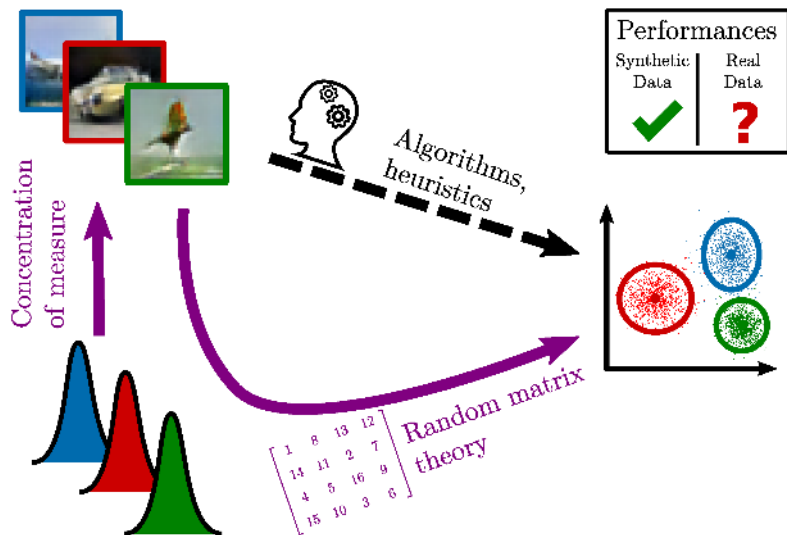 Performances
Synthetic Data
Real Data
?
Algorithms,
heuristics
Concentration
of measure
Random matrix
theory
1 8 13 12
14 11 2 7
4 5 16 9
15 10 3 6